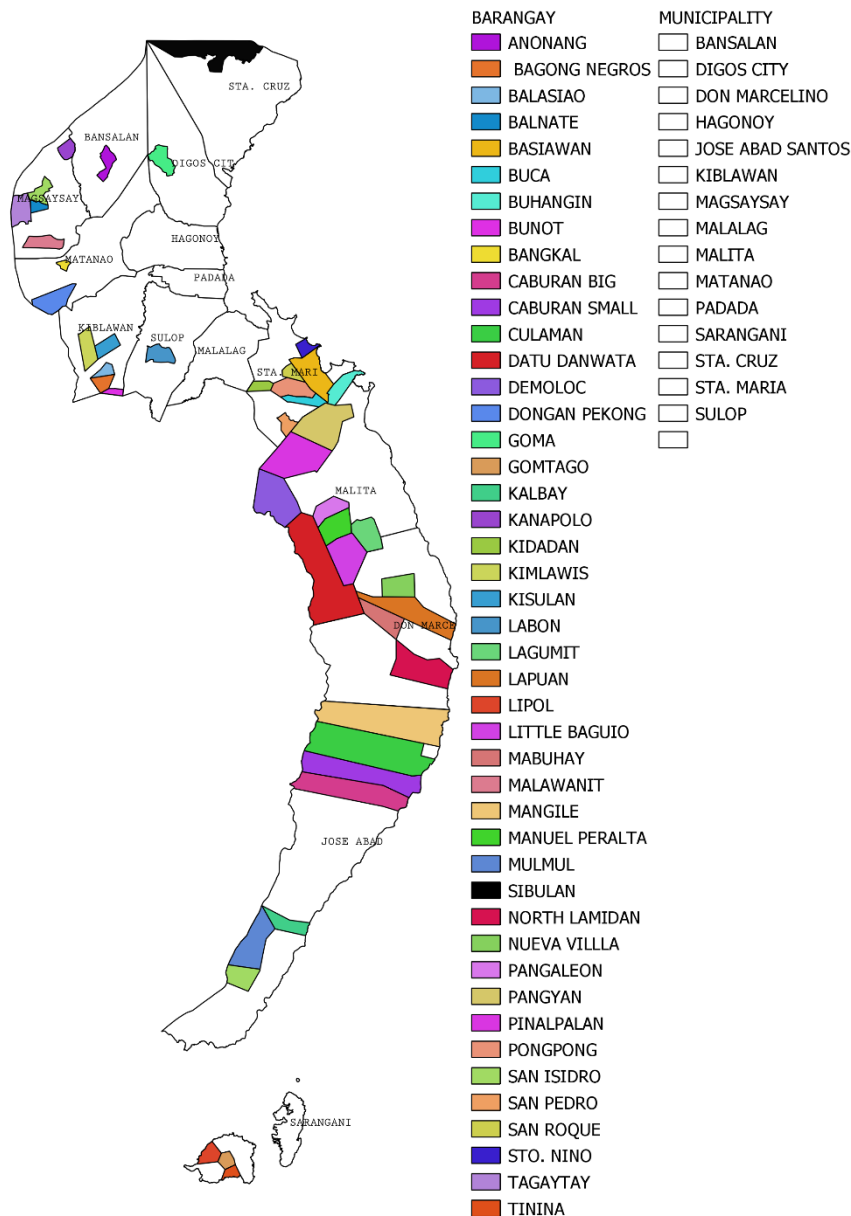 STA. CRUZ
BANSALAN
DIGOS CIT
MAGSAYSAY
HAGONOY
MATANAO
PADADA
KIBLAWAN
SULOP
MALALAG
STA. MARI
MALITA
DON MARCE
JOSE ABAD
SARANGANI
BARANGAY
ANONANG
BAGONG NEGROS
BALASIAO
BALNATE
BASIAWAN
BUCA
BUHANGIN
BUNOT
BANGKAL
CABURAN BIG
CABURAN SMALL
CULAMAN
DATU DANWATA
DEMOLOC
DONGAN PEKONG
GOMA
GOMTAGO
KALBAY
KANAPOLO
KIDADAN
KIMLAWIS
KISULAN
LABON
LAGUMIT
LAPUAN
LIPOL
LITTLE BAGUIO
MABUHAY
MALAWANIT
MANGILE
MANUEL PERALTA
MULMUL
SIBULAN
NORTH LAMIDAN
NUEVA VILLLA
PANGALEON
PANGYAN
PINALPALAN
PONGPONG
SAN ISIDRO
SAN PEDRO
SAN ROQUE
STO. NINO
TAGAYTAY
TININA
MUNICIPALITY
BANSALAN
DIGOS CITY
DON MARCELINO
HAGONOY
JOSE ABAD SANTOS
KIBLAWAN
MAGSAYSAY
MALALAG
MALITA
MATANAO
PADADA
SARANGANI
STA. CRUZ
STA. MARIA
SULOP